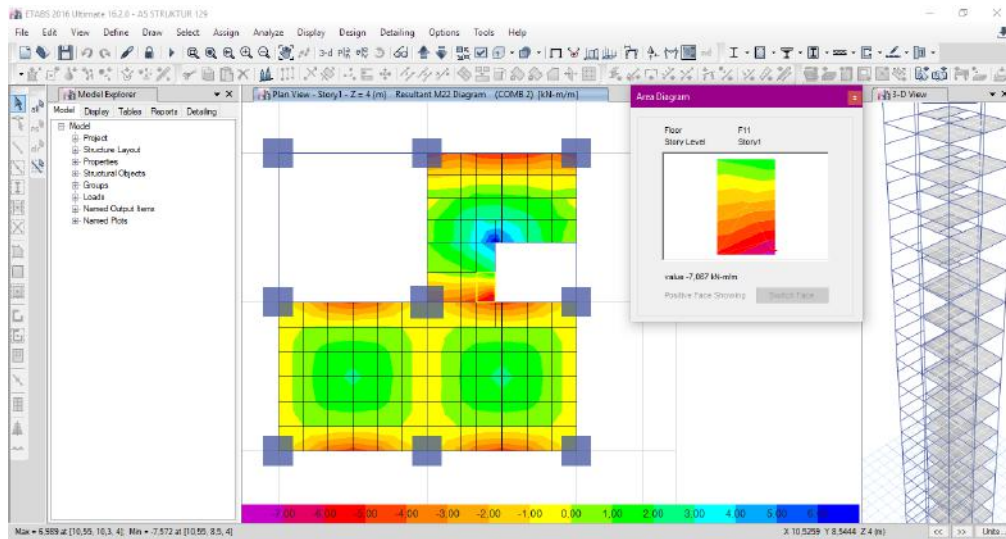 ETABS 2016 Ultimate 16.2.0 - AS STRUKTUR 129
File Edit View Define Draw Select Assign Analyze Display Design Detailing Options Tools Help
3-d
Model Explorer
Model Display Tables Reports Detailing
Model
Project
Structure Layout
Properties
Structural Objects
Groups
Loads
Named Output Items
Named Plots
Plan View - Story1 - Z = 4 (m) Resultant M22 Diagram (COMB 2) [kN-m/m]
Area Diagram
Floor F11
Story Level Story1
value -7,067 kN-m/m
Positive Face Showing Switch Face
3-D View
-7,00 -6,00 -5,00 -4,00 -3,00 -2,00 -1,00 0,00 1,00 2,00 3,00 4,00 5,00
Max = 6,989 at [10,55, 10,3, 4]; Min = -7,572 at [10,55, 8,5, 4]
X 10,5259 Y 8,5444 Z 4 (m)
<< >> Units...